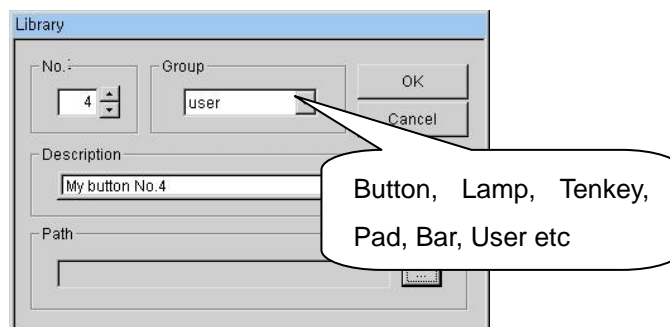 Library
No.:
Group
4
user
OK
Cancel
Description
My button No.4
Button, Lamp, Tenkey,
Pad, Bar, User etc
Path
...